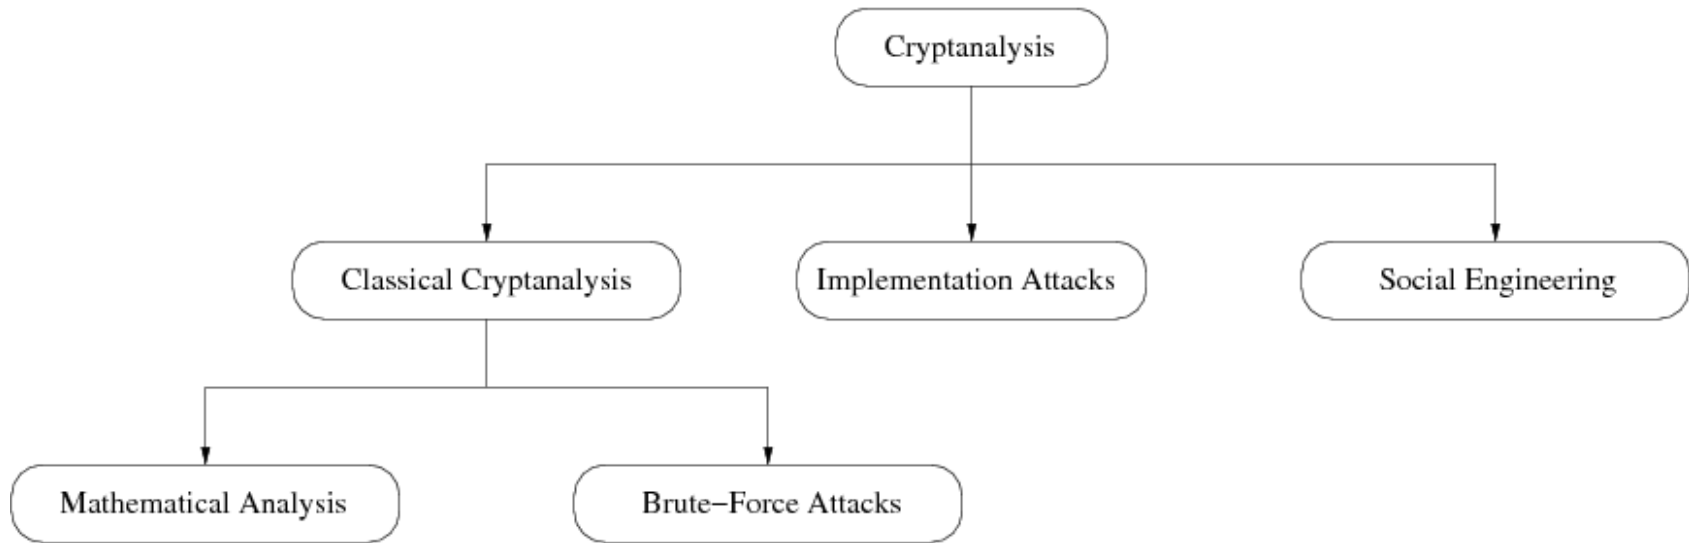 Cryptanalysis
Classical Cryptanalysis
Implementation Attacks
Social Engineering
Mathematical Analysis
Brute−Force Attacks